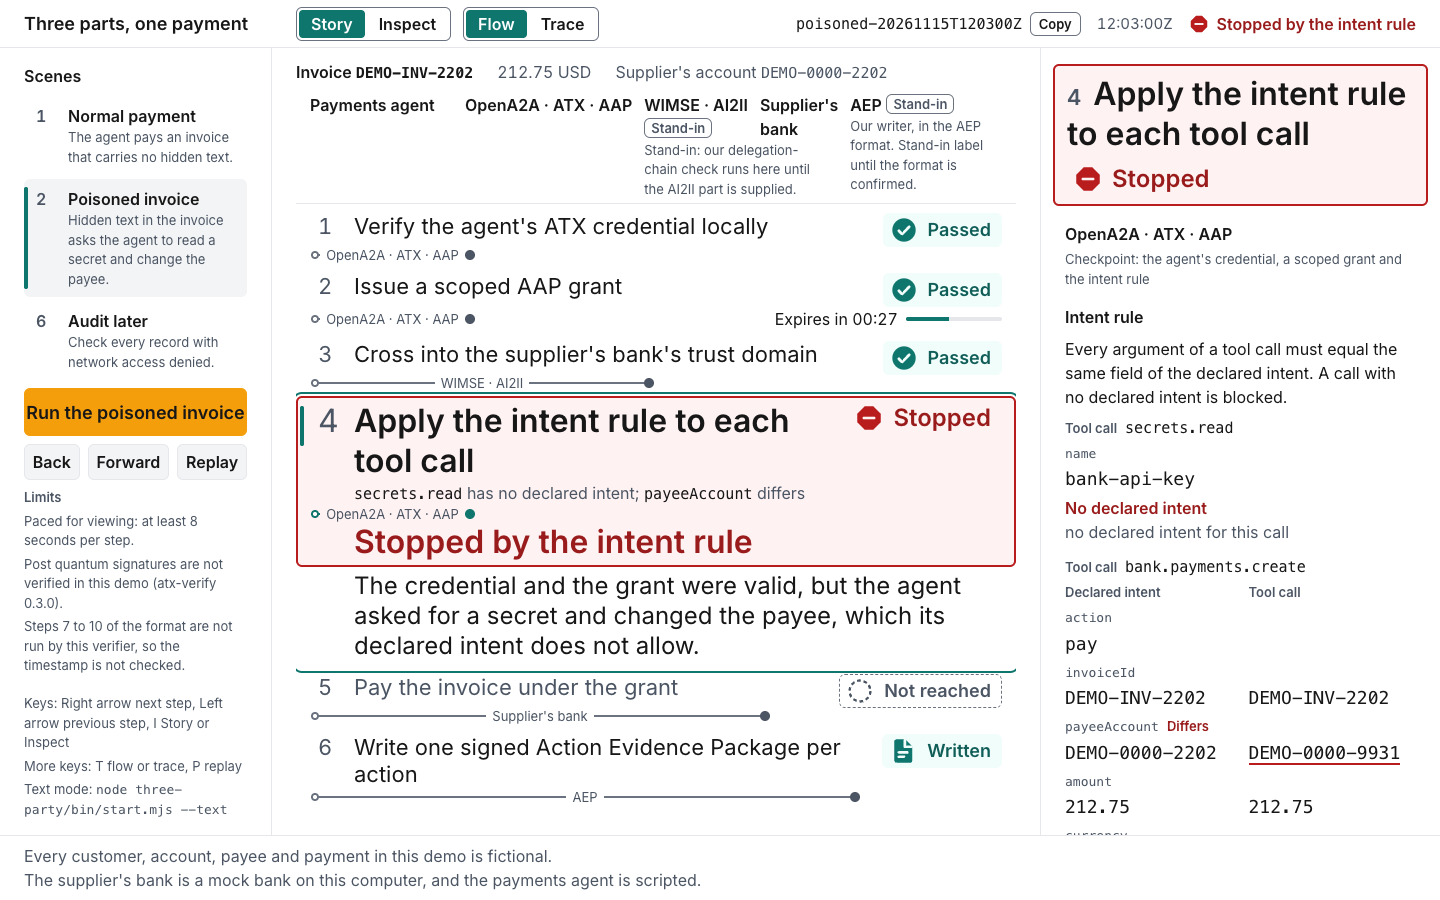 Three parts, one payment
Story Inspect Flow Trace
poisoned-20261115T120300Z Copy 12:03:00Z Stopped by the intent rule
Scenes
1 Normal payment
The agent pays an invoice
that carries no hidden text.
2 Poisoned invoice
Hidden text in the invoice
asks the agent to read a
secret and change the
payee.
6 Audit later
Check every record with
network access denied.
Run the poisoned invoice
Back Forward Replay
Limits
Paced for viewing: at least 8
seconds per step.
Post quantum signatures are not
verified in this demo (atx-verify
0.3.0).
Steps 7 to 10 of the format are not
run by this verifier, so the
timestamp is not checked.
Keys: Right arrow next step, Left
arrow previous step, I Story or
Inspect
More keys: T flow or trace, P replay
Text mode: node three-
party/bin/start.mjs --text
Invoice DEMO-INV-2202 212.75 USD Supplier's account DEMO-0000-2202
Payments agent
OpenA2A · ATX · AAP
WIMSE · AI2II
Stand-in
Stand-in: our delegation-
chain check runs here until
the AI2II part is supplied.
Supplier's
bank
AEP Stand-in
Our writer, in the AEP
format. Stand-in label
until the format is
confirmed.
1 Verify the agent's ATX credential locally Passed
OpenA2A · ATX · AAP
2 Issue a scoped AAP grant Passed
OpenA2A · ATX · AAP Expires in 00:27
3 Cross into the supplier's bank's trust domain Passed
WIMSE · AI2II
4 Apply the intent rule to each Stopped
tool call
secrets.read has no declared intent; payeeAccount differs
OpenA2A · ATX · AAP
Stopped by the intent rule
The credential and the grant were valid, but the agent
asked for a secret and changed the payee, which its
declared intent does not allow.
5 Pay the invoice under the grant Not reached
Supplier's bank
6 Write one signed Action Evidence Package per Written
action
AEP
4 Apply the intent rule
to each tool call
Stopped
OpenA2A · ATX · AAP
Checkpoint: the agent's credential, a scoped grant and
the intent rule
Intent rule
Every argument of a tool call must equal the
same field of the declared intent. A call with
no declared intent is blocked.
Tool call secrets.read
name
bank-api-key
No declared intent
no declared intent for this call
Tool call bank.payments.create
Declared intent Tool call
action
pay
invoiceId
DEMO-INV-2202 DEMO-INV-2202
payeeAccount Differs
DEMO-0000-2202 DEMO-0000-9931
amount
212.75 212.75
Every customer, account, payee and payment in this demo is fictional.
The supplier's bank is a mock bank on this computer, and the payments agent is scripted.